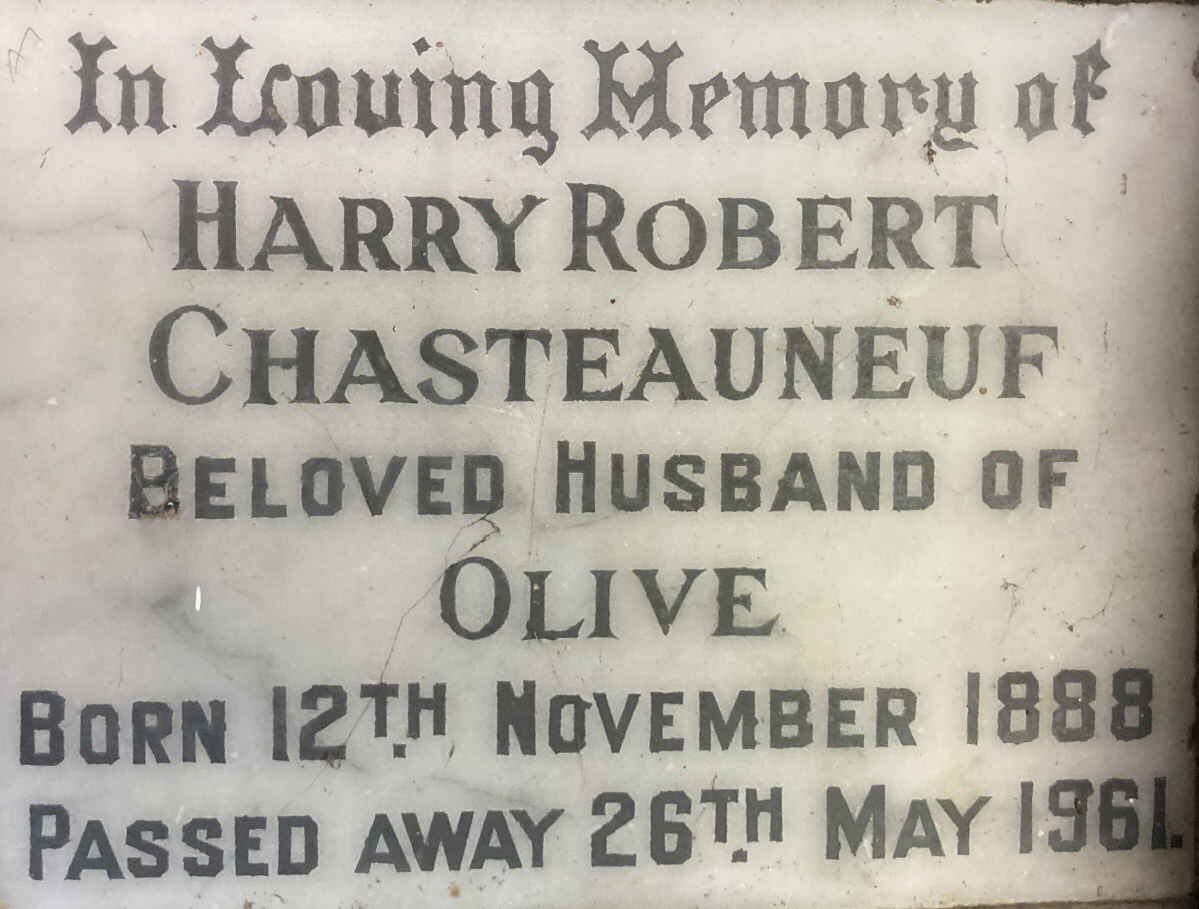 In Loving Memory of
HARRY ROBERT
CHASTEAUNEUF
BELOVED HUSBAND OF
OLIVE
BORN 12TH NOVEMBER 1888
PASSED AWAY 26TH MAY 1961.